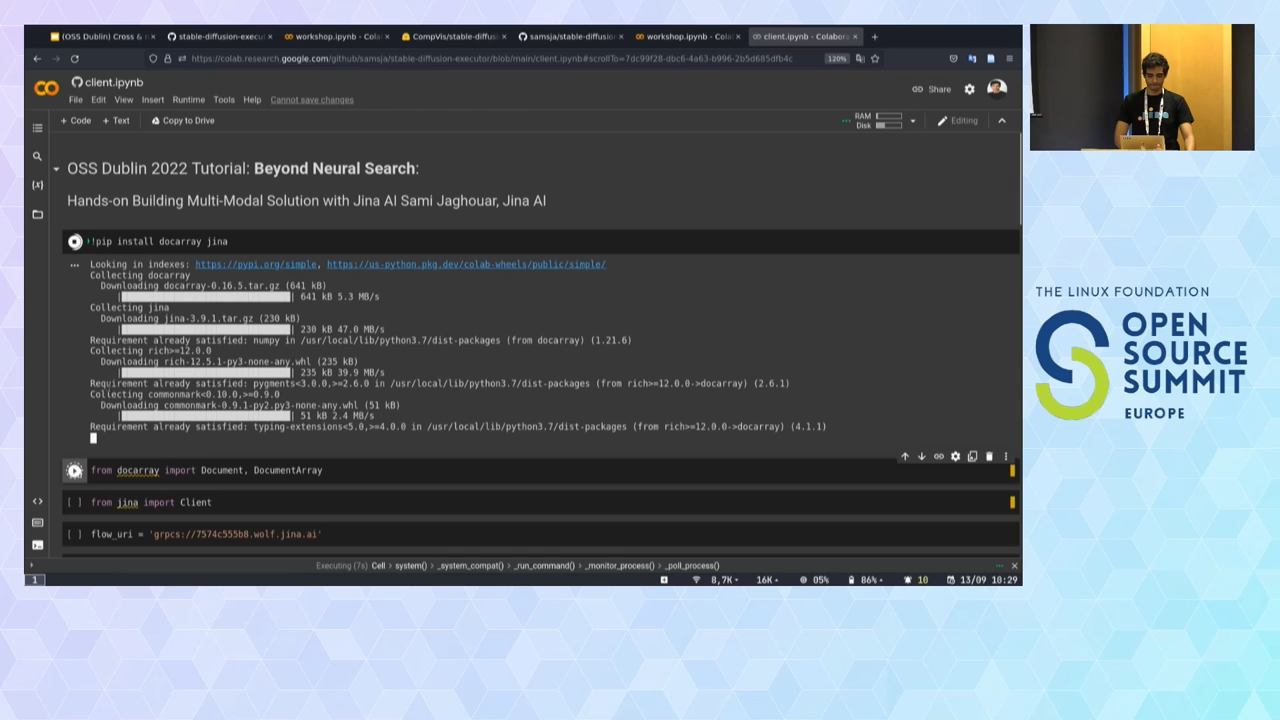 (OSS Dublin) Cross &
stable-diffusion-execu
workshop.ipynb - Cola
CompVis/stable-diffus
samsja/stable-diffusion
workshop.ipynb - Cola
client.ipynb - Colabora
https://colab.research.google.com/github/samsja/stable-diffusion-executor/blob/main/client.ipynb#scrollTo=7dc99f28-dbc6-4a63-b996-2b5d685dfb4c
120%
client.ipynb
Share
File Edit View Insert Runtime Tools Help Cannot save changes
+ Code + Text Copy to Drive
RAM
Disk
Editing
OSS Dublin 2022 Tutorial: Beyond Neural Search:
Hands-on Building Multi-Modal Solution with Jina AI Sami Jaghouar, Jina AI
!pip install docarray jina
Looking in indexes: https://pypi.org/simple, https://us-python.pkg.dev/colab-wheels/public/simple/
Collecting docarray
Downloading docarray-0.16.5.tar.gz (641 kB)
641 kB 5.3 MB/s
Collecting jina
Downloading jina-3.9.1.tar.gz (230 kB)
230 kB 47.0 MB/s
Requirement already satisfied: numpy in /usr/local/lib/python3.7/dist-packages (from docarray) (1.21.6)
Collecting rich>=12.0.0
Downloading rich-12.5.1-py3-none-any.whl (235 kB)
235 kB 39.9 MB/s
Requirement already satisfied: pygments<3.0.0,>=2.6.0 in /usr/local/lib/python3.7/dist-packages (from rich>=12.0.0->docarray) (2.6.1)
Collecting commonmark<0.10.0,>=0.9.0
Downloading commonmark-0.9.1-py2.py3-none-any.whl (51 kB)
51 kB 2.4 MB/s
Requirement already satisfied: typing-extensions<5.0,>=4.0.0 in /usr/local/lib/python3.7/dist-packages (from rich>=12.0.0->docarray) (4.1.1)
from docarray import Document, DocumentArray
[ ] from jina import Client
[ ] flow_uri = 'grpcs://7574c555b8.wolf.jina.ai'
Executing (7s) Cell > system() > _system_compat() > _run_command() > _monitor_process() > _poll_process()
1
8,7K
16K
05%
86%
10
13/09 10:29
THE LINUX FOUNDATION
OPEN
SOURCE
SUMMIT
EUROPE